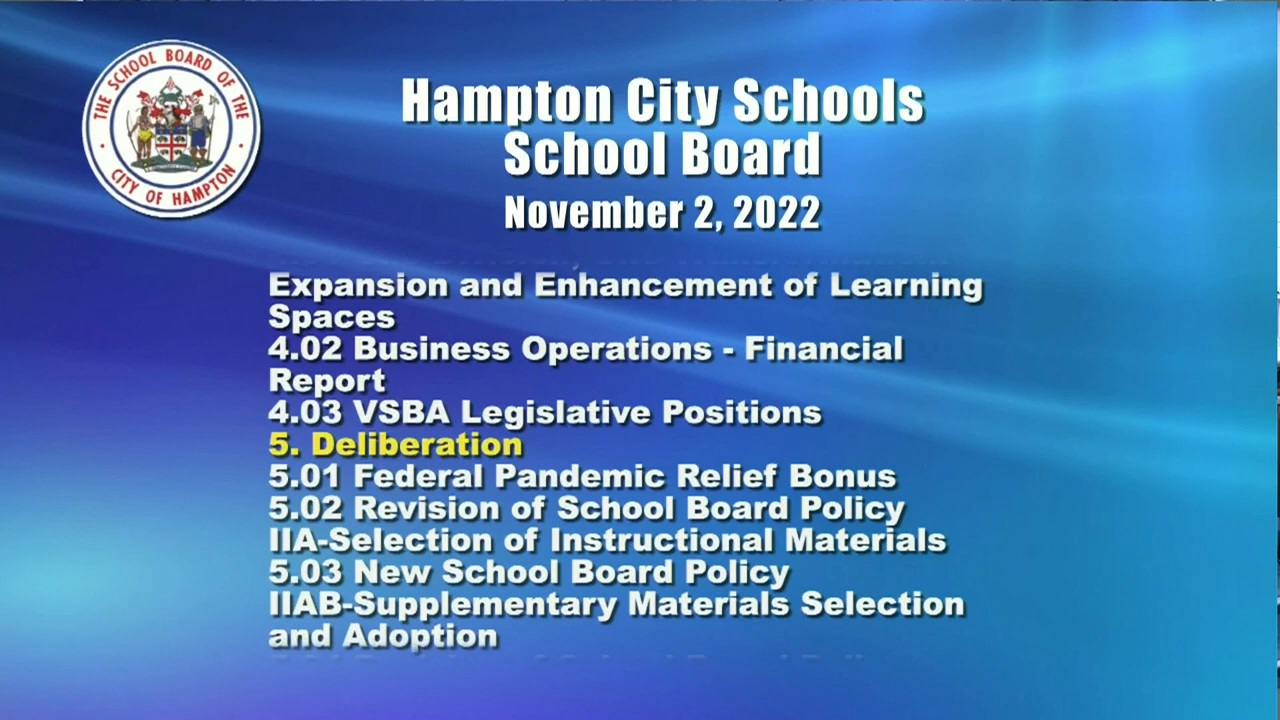 THE SCHOOL BOARD OF THE
CITY OF HAMPTON
Hampton City Schools
School Board
November 2, 2022
Expansion and Enhancement of Learning
Spaces
4.02 Business Operations - Financial
Report
4.03 VSBA Legislative Positions
5. Deliberation
5.01 Federal Pandemic Relief Bonus
5.02 Revision of School Board Policy
IIA-Selection of Instructional Materials
5.03 New School Board Policy
IIAB-Supplementary Materials Selection
and Adoption